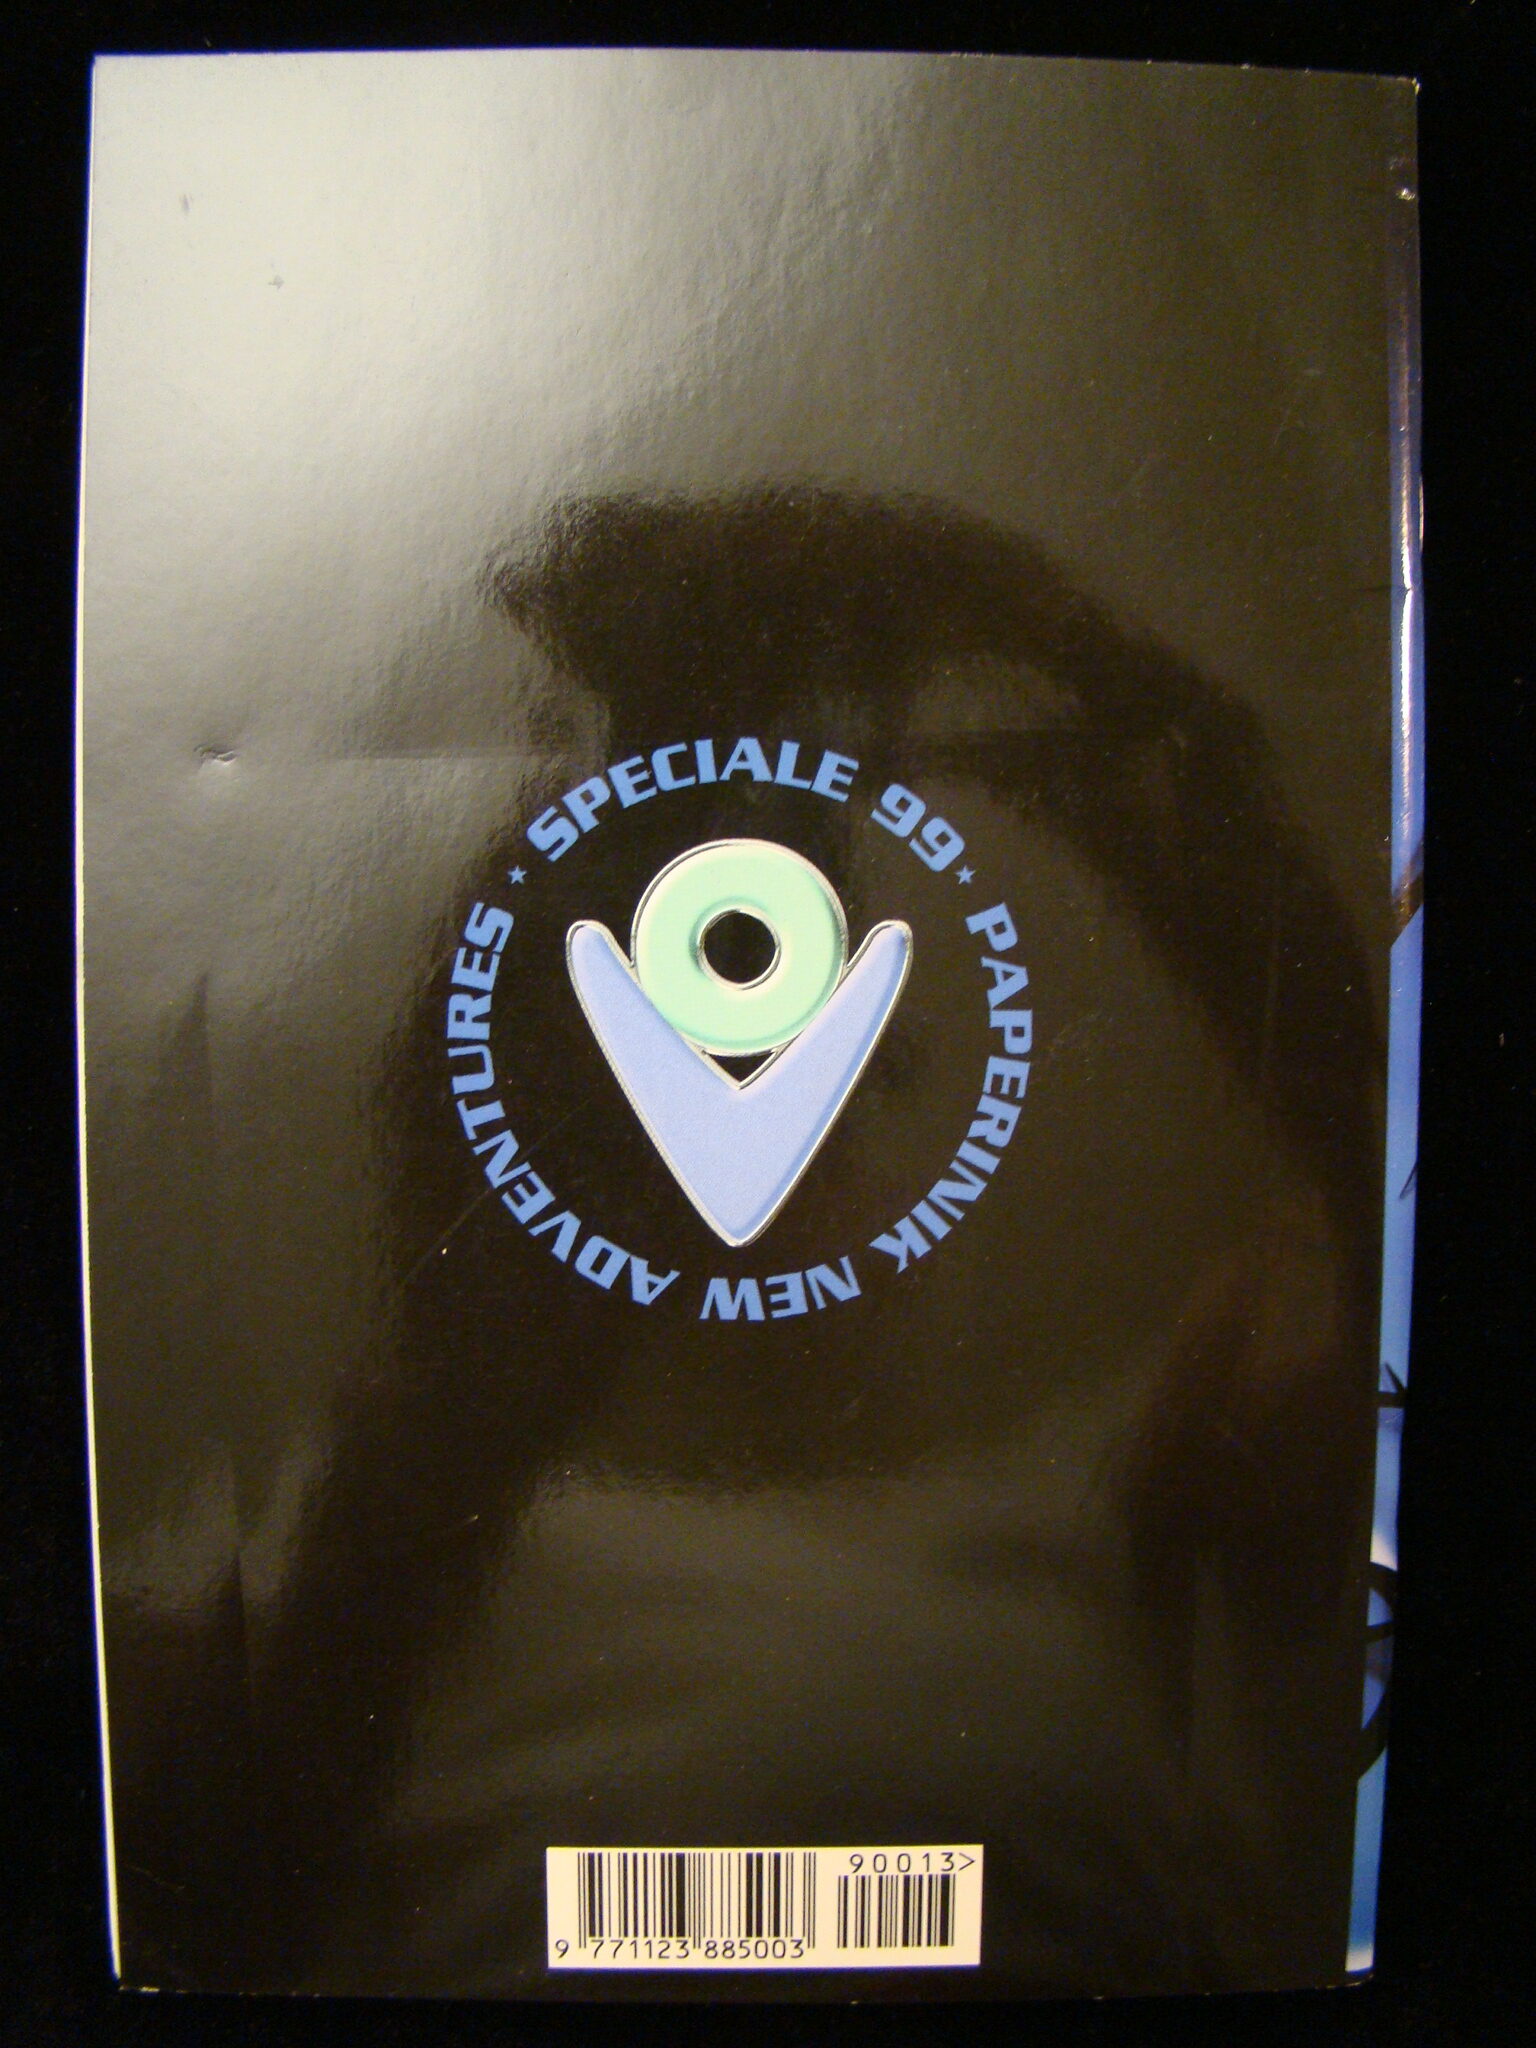 SPECIALE 99 ★ PAPERINIK NEW ADVENTURES ★
90013>
9 771123 885003